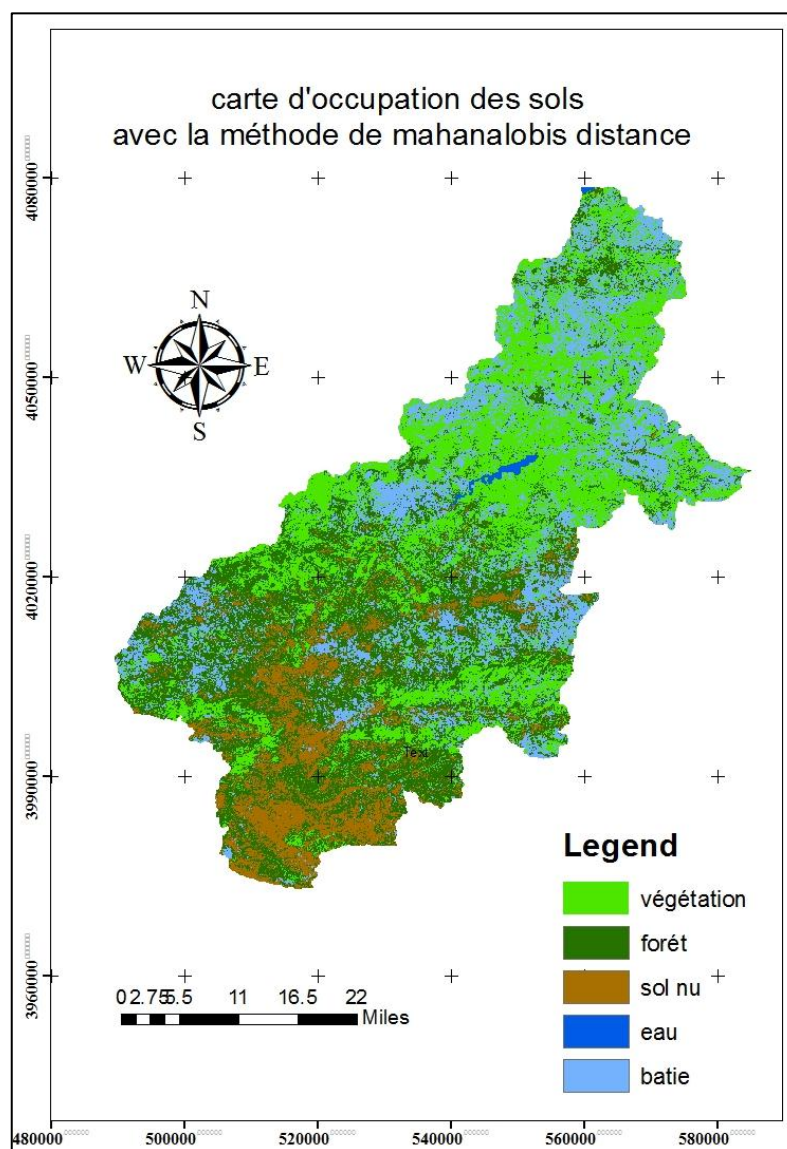 carte d'occupation des sols
avec la méthode de mahanalobis distance
4080000
4050000
4020000
3990000
3960000
N
W E
S
Text
Legend
végétation
forét
sol nu
eau
batie
0 2.75 5.5 11 16.5 22
Miles
480000 500000 520000 540000 560000 580000